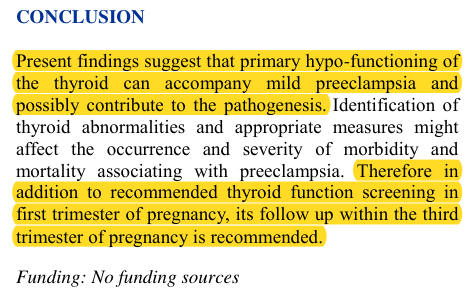 CONCLUSION
Present findings suggest that primary hypo-functioning of
the thyroid can accompany mild preeclampsia and
possibly contribute to the pathogenesis. Identification of
thyroid abnormalities and appropriate measures might
affect the occurrence and severity of morbidity and
mortality associating with preeclampsia. Therefore in
addition to recommended thyroid function screening in
first trimester of pregnancy, its follow up within the third
trimester of pregnancy is recommended.
Funding: No funding sources